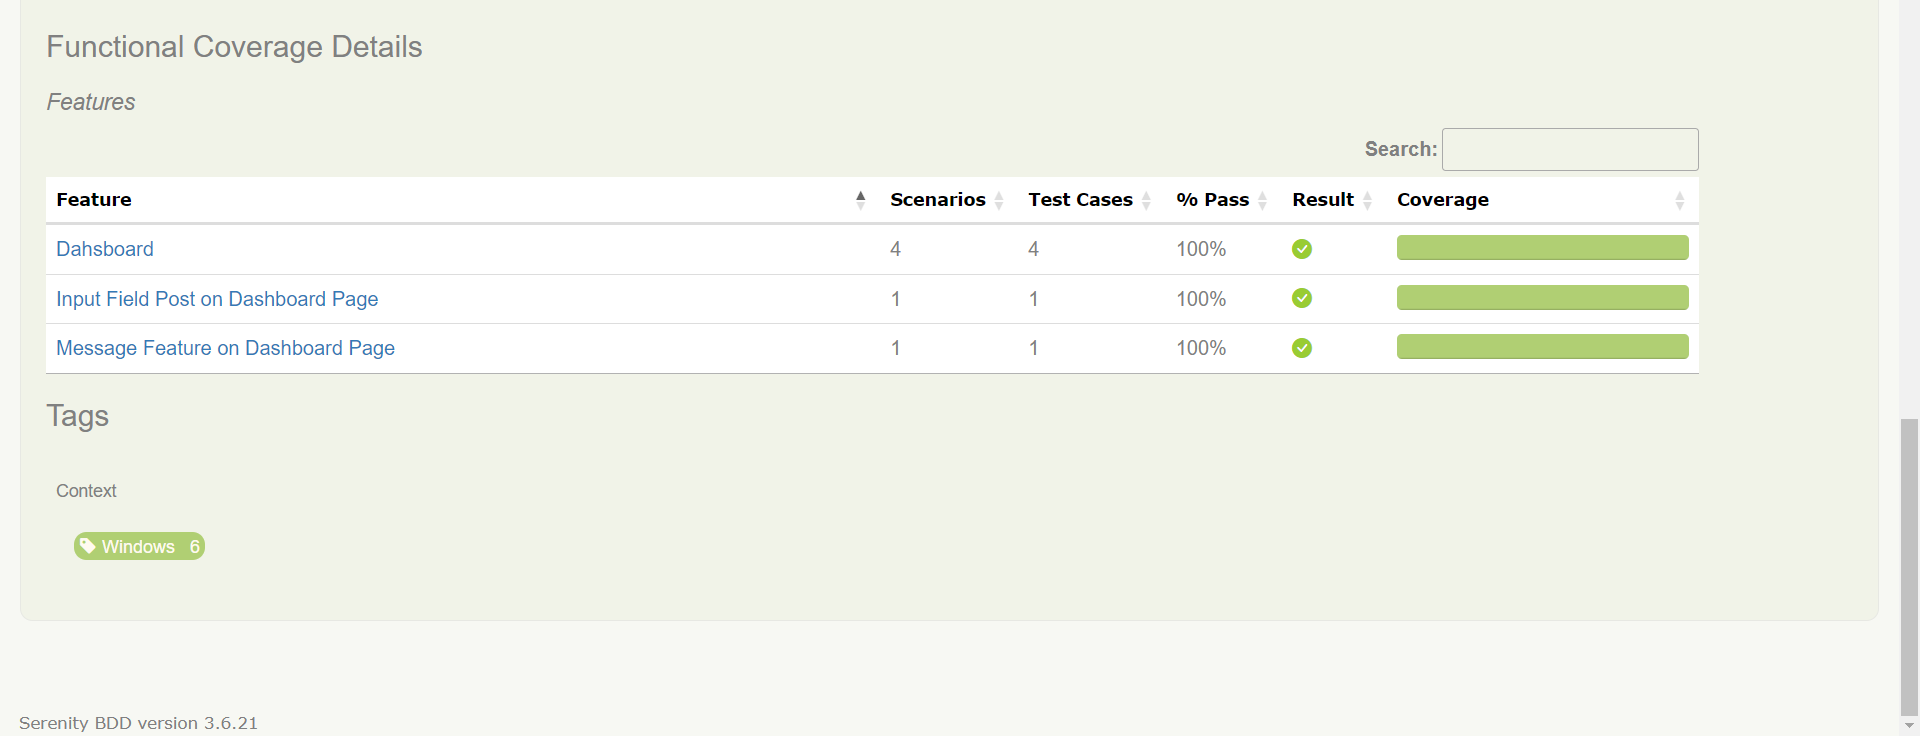 Functional Coverage Details
Features
Search:
Feature Scenarios Test Cases % Pass Result Coverage
Dahsboard 4 4 100%
Input Field Post on Dashboard Page 1 1 100%
Message Feature on Dashboard Page 1 1 100%
Tags
Context
Windows 6
Serenity BDD version 3.6.21